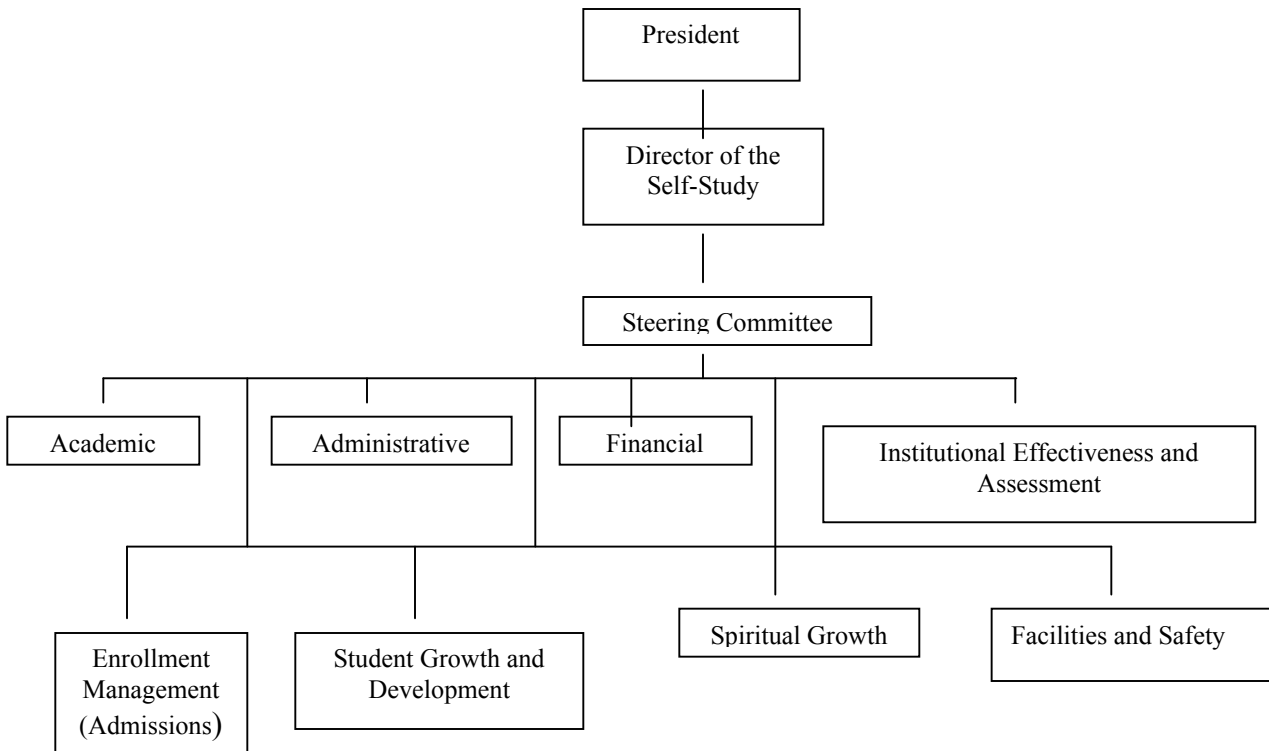 President
Director of the
Self-Study
Steering Committee
Academic
Administrative
Financial
Institutional Effectiveness and
Assessment
Enrollment
Management
(Admissions)
Student Growth and
Development
Spiritual Growth
Facilities and Safety